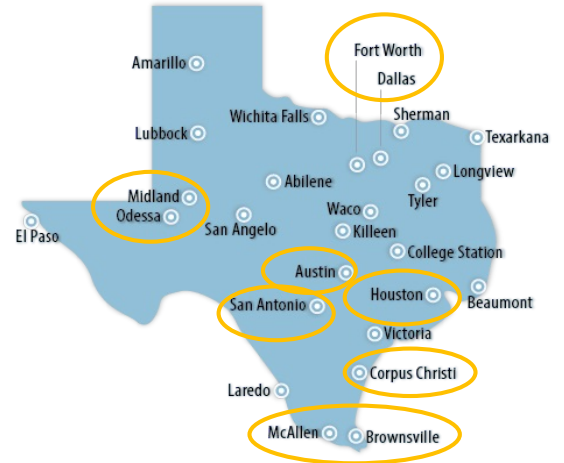 Fort Worth
Dallas
Amarillo
Sherman
Wichita Falls
Lubbock
Texarkana
Longview
Abilene
Tyler
Midland
Odessa
Waco
San Angelo
El Paso
Killeen
College Station
Austin
Houston
San Antonio
Beaumont
Victoria
Corpus Christi
Laredo
McAllen
Brownsville